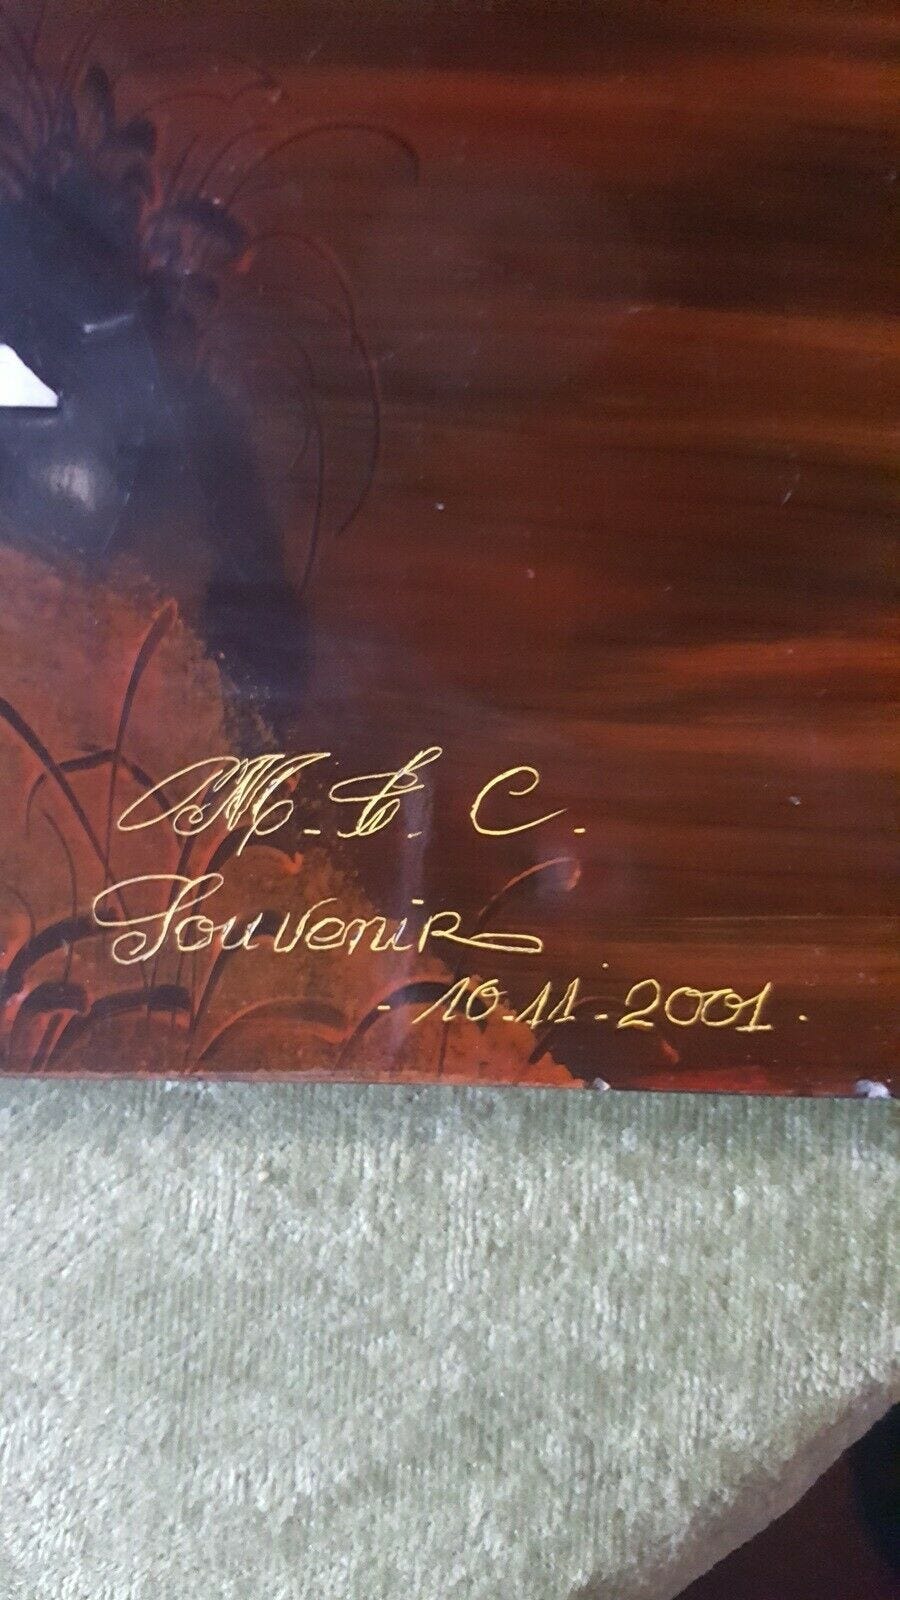 M. C.
Souvenir
- 10.11.2001.